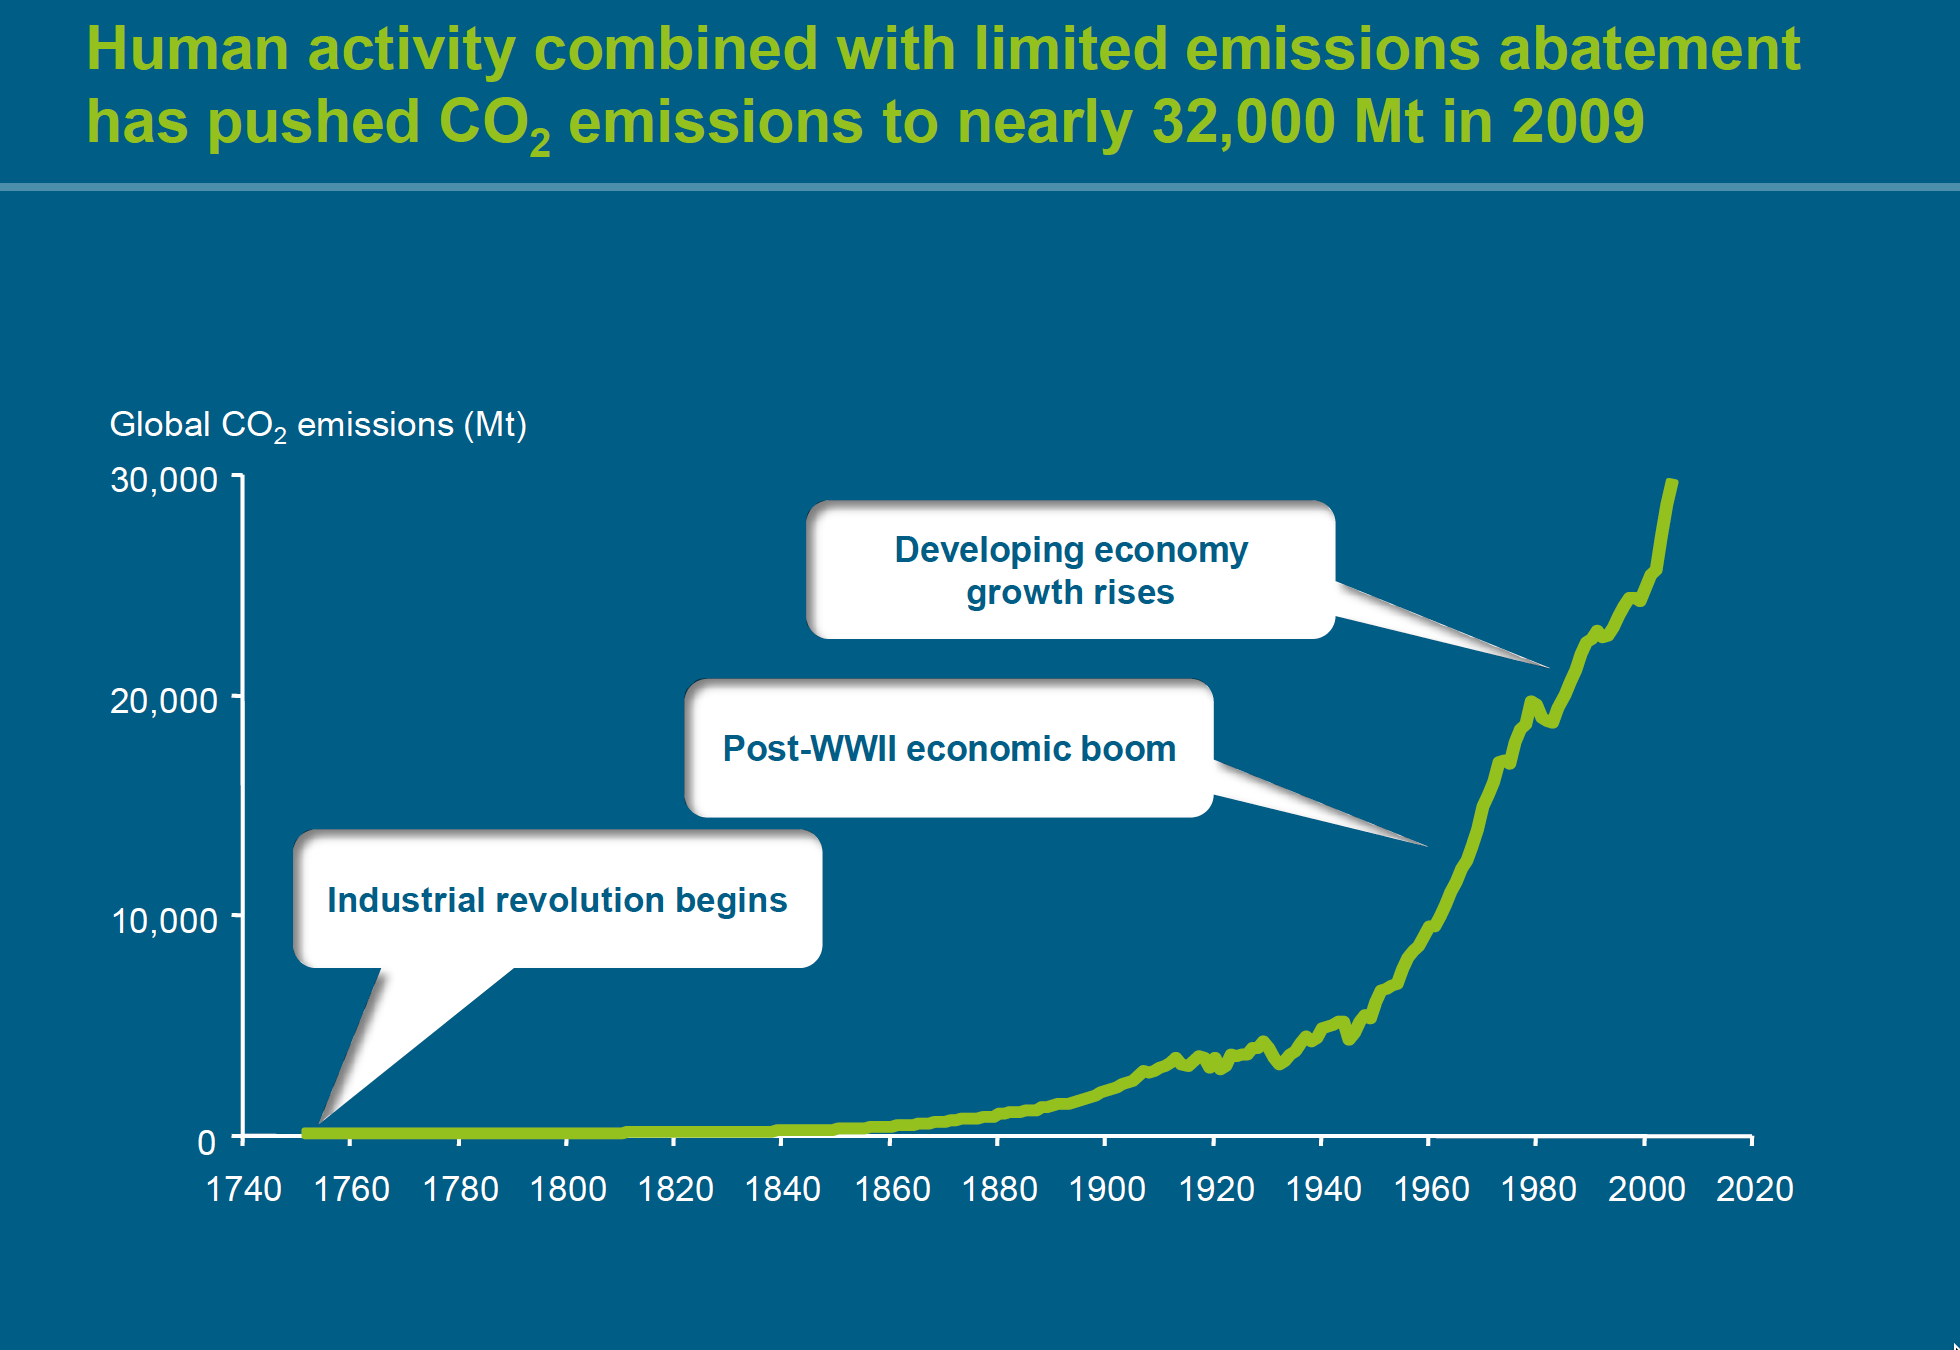 Human activity combined with limited emissions abatement
has pushed CO₂ emissions to nearly 32,000 Mt in 2009
Global CO₂ emissions (Mt)
30,000
20,000
10,000
0
Developing economy
growth rises
Post-WWII economic boom
Industrial revolution begins
1740 1760 1780 1800 1820 1840 1860 1880 1900 1920 1940 1960 1980 2000 2020